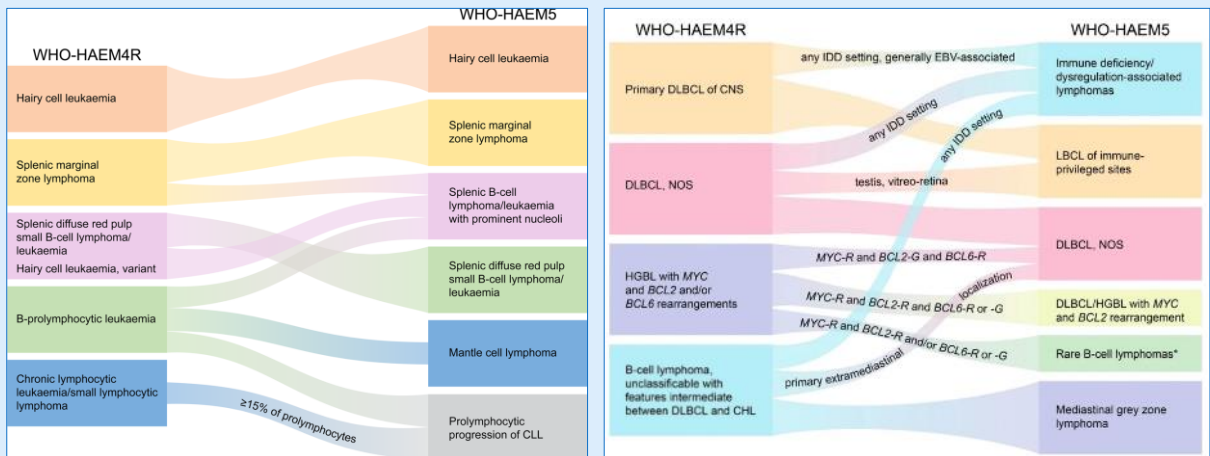 WHO-HAEM4R
WHO-HAEM5
Hairy cell leukaemia
Splenic marginal
zone lymphoma
Splenic diffuse red pulp
small B-cell lymphoma/
leukaemia
Hairy cell leukaemia, variant
B-prolymphocytic leukaemia
Chronic lymphocytic
leukaemia/small lymphocytic
lymphoma
≥15% of prolymphocytes
Hairy cell leukaemia
Splenic marginal
zone lymphoma
Splenic B-cell
lymphoma/leukaemia
with prominent nucleoli
Splenic diffuse red pulp
small B-cell lymphoma/
leukaemia
Mantle cell lymphoma
Prolymphocytic
progression of CLL
WHO-HAEM4R
WHO-HAEM5
Primary DLBCL of CNS
DLBCL, NOS
HGBL with MYC
and BCL2 and/or
BCL6 rearrangements
B-cell lymphoma,
unclassifiable with
features intermediate
between DLBCL and CHL
any IDD setting, generally EBV-associated
any IDD setting
any IDD setting
testis, vitreo-retina
MYC-R and BCL2-G and BCL6-R
MYC-R and BCL2-R and BCL6-R or -G
MYC-R and BCL2-R and/or BCL6-R or -G
primary extramediastinal
localization
Immune deficiency/
dysregulation-associated
lymphomas
LBCL of immune-
privileged sites
DLBCL, NOS
DLBCL/HGBL with MYC
and BCL2 rearrangement
Rare B-cell lymphomas*
Mediastinal grey zone
lymphoma